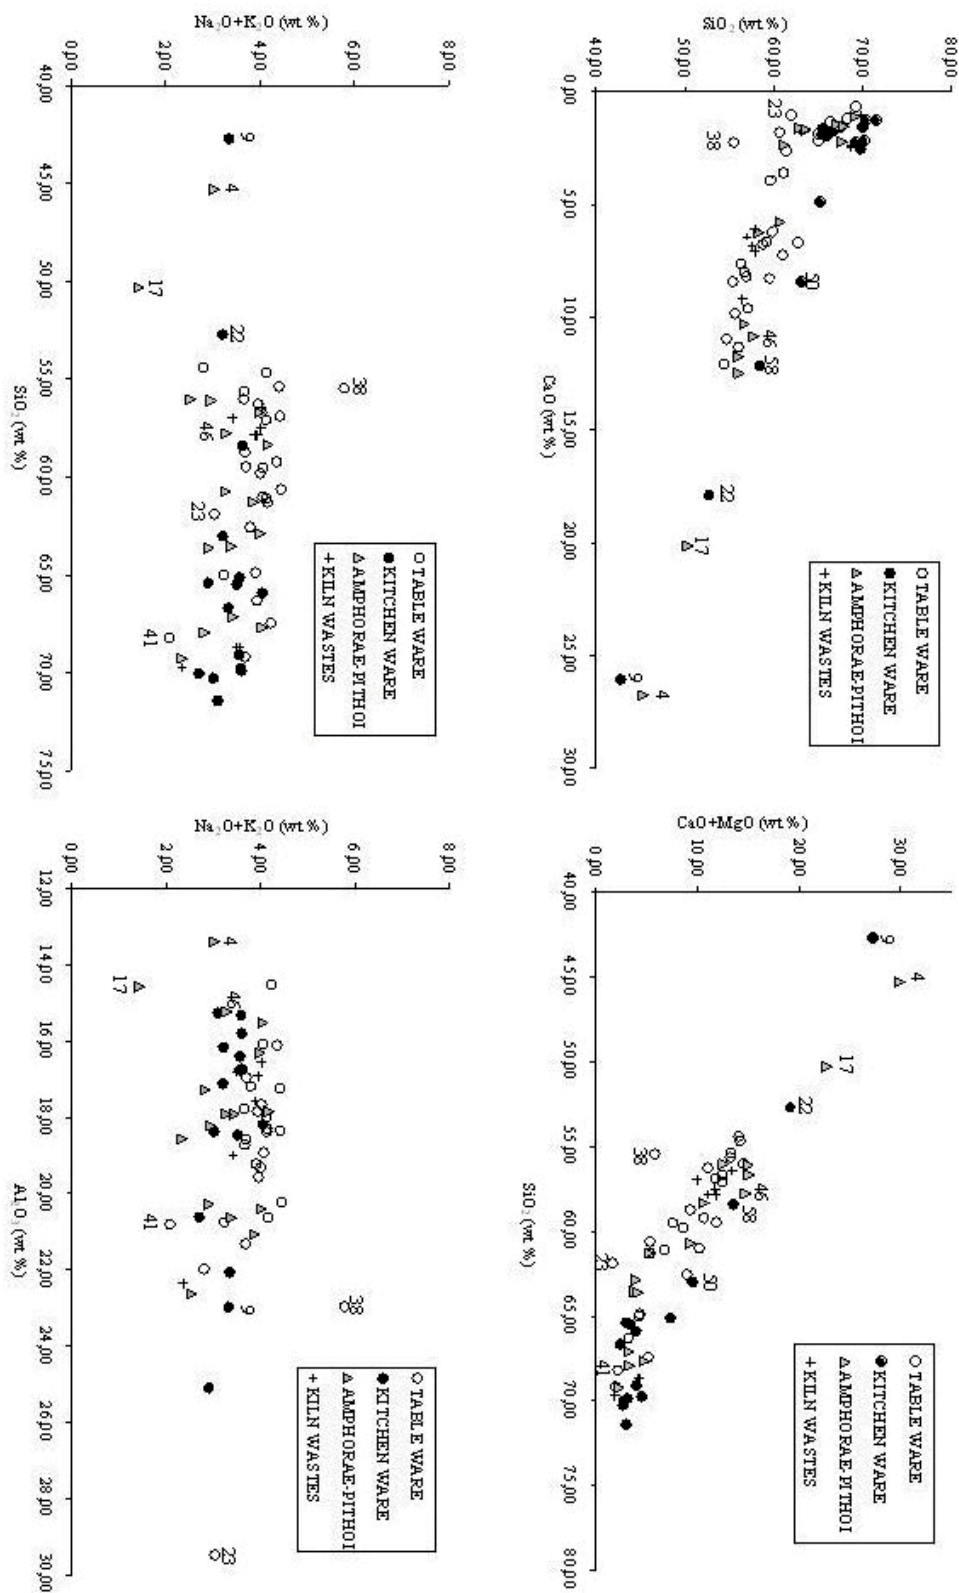 SiO₂ (wt %)
80,00
70,00
60,00
50,00
40,00
○ TABLE WARE
● KITCHEN WARE
△ AMPHORAE-PITHOI
+ KILN WASTES
23
38
30
46
58
22
17
9
4
0,00 5,00 10,00 15,00 20,00 25,00 30,00
CaO (wt %)
CaO+MgO (wt %)
30,00
20,00
10,00
0,00
○ TABLE WARE
● KITCHEN WARE
△ AMPHORAE-PITHOI
+ KILN WASTES
9
4
17
22
38
46
58
30
23
41
40,00 45,00 50,00 55,00 60,00 65,00 70,00 75,00 80,00
SiO₂ (wt %)
Na₂O+K₂O (wt %)
8,00
6,00
4,00
2,00
0,00
○ TABLE WARE
● KITCHEN WARE
△ AMPHORAE-PITHOI
+ KILN WASTES
9
4
17
22
38
46
23
41
40,00 45,00 50,00 55,00 60,00 65,00 70,00 75,00
SiO₂ (wt %)
Na₂O+K₂O (wt %)
8,00
6,00
4,00
2,00
0,00
○ TABLE WARE
● KITCHEN WARE
△ AMPHORAE-PITHOI
+ KILN WASTES
4
17
46
41
9
38
23
12,00 14,00 16,00 18,00 20,00 22,00 24,00 26,00 28,00 30,00
Al₂O₃ (wt %)